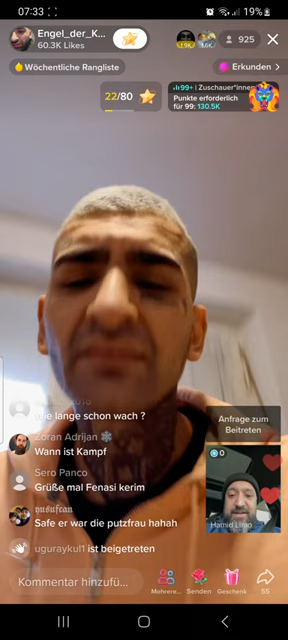 07:33
19%
Engel_der_K...
60.3K Likes
925
Wöchentliche Rangliste
Erkunden >
22/80
99+ | Zuschauer*innen
Punkte erforderlich
für 99: 130.5K
Wie lange schon wach ?
Zoran Adrijan ❄
Wann ist Kampf
Sero Panco
Grüße mal Fenasi kerim
Safe er war die putzfrau hahah
uguraykul1 ist beigetreten
Anfrage zum
Beitreten
0
Hamid Limo
Kommentar hinzufü...
Mehrere...
Senden
Geschenk
55